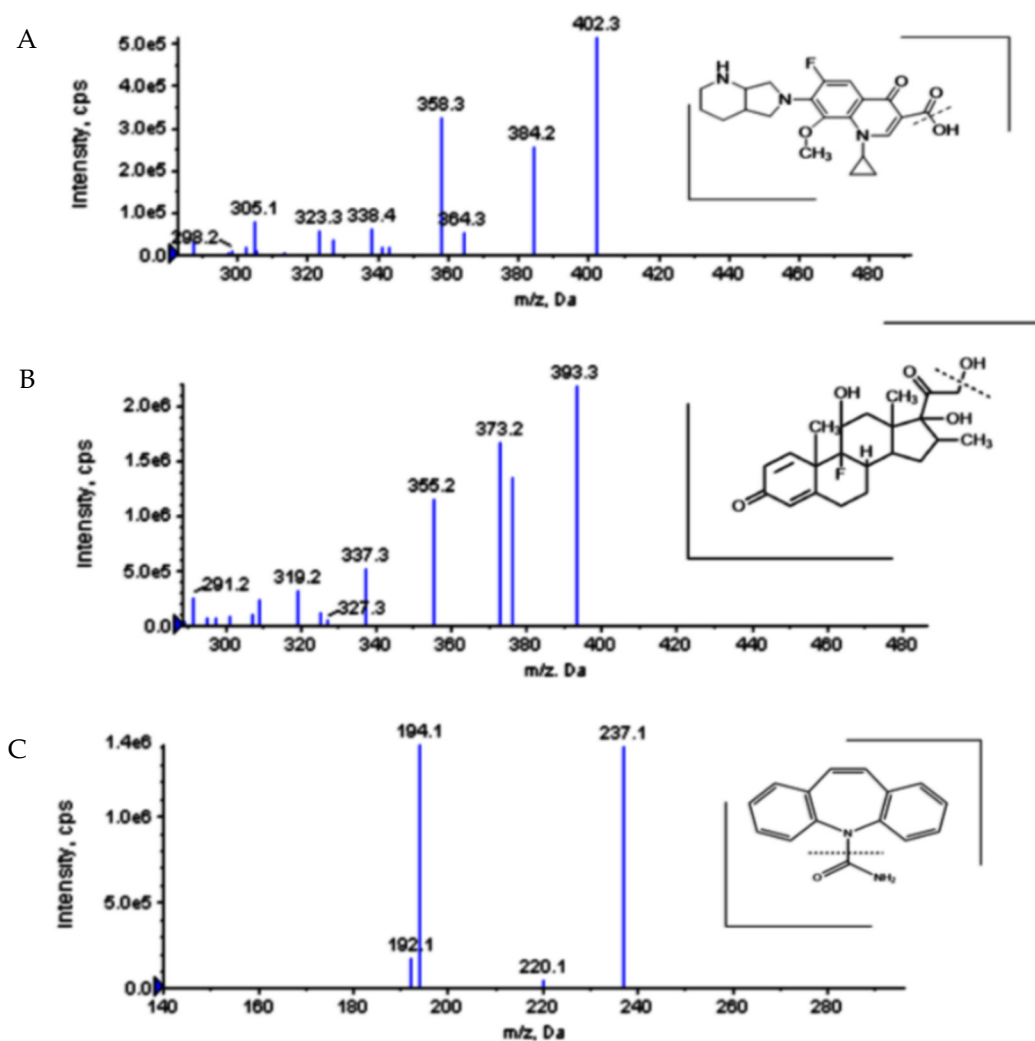 A
Intensity, cps
5.0e5
4.0e5
3.0e5
2.0e5
1.0e5
0.0
402.3
358.3
384.2
305.1
323.3
338.4
364.3
298.2
300 320 340 360 380 400 420 440 460 480
m/z, Da
H
N
F
O
O
N
N
OH
O
CH3
B
Intensity, cps
2.0e6
1.5e6
1.0e6
5.0e5
0.0
393.3
373.2
355.2
337.3
319.2
291.2
327.3
300 320 340 360 380 400 420 440 460 480
m/z. Da
OH
O
OH
CH3
OH
CH3
CH3
H
F
O
C
Intensity, cps
1.4e6
1.0e6
5.0e5
0.0
194.1
237.1
192.1
220.1
140 160 180 200 220 240 260 280
m/z, Da
N
O
NH2